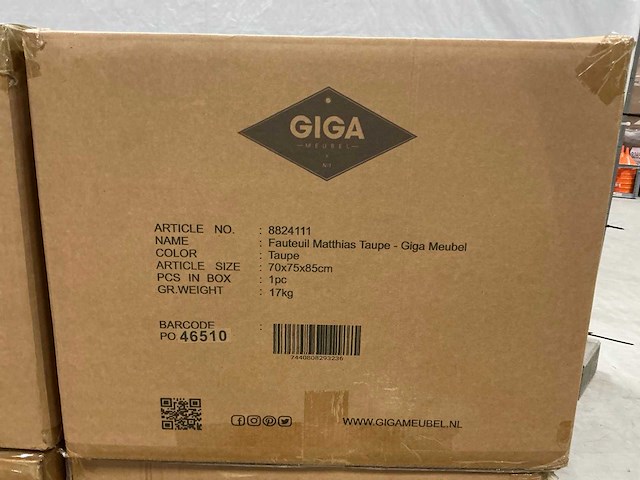 GIGA
—MEUBEL—
ARTICLE NO. : 8824111
NAME : Fauteuil Matthias Taupe - Giga Meubel
COLOR : Taupe
ARTICLE SIZE : 70x75x85cm
PCS IN BOX : 1pc
GR.WEIGHT : 17kg
BARCODE :
PO 46510
7440808293236
WWW.GIGAMEUBEL.NL